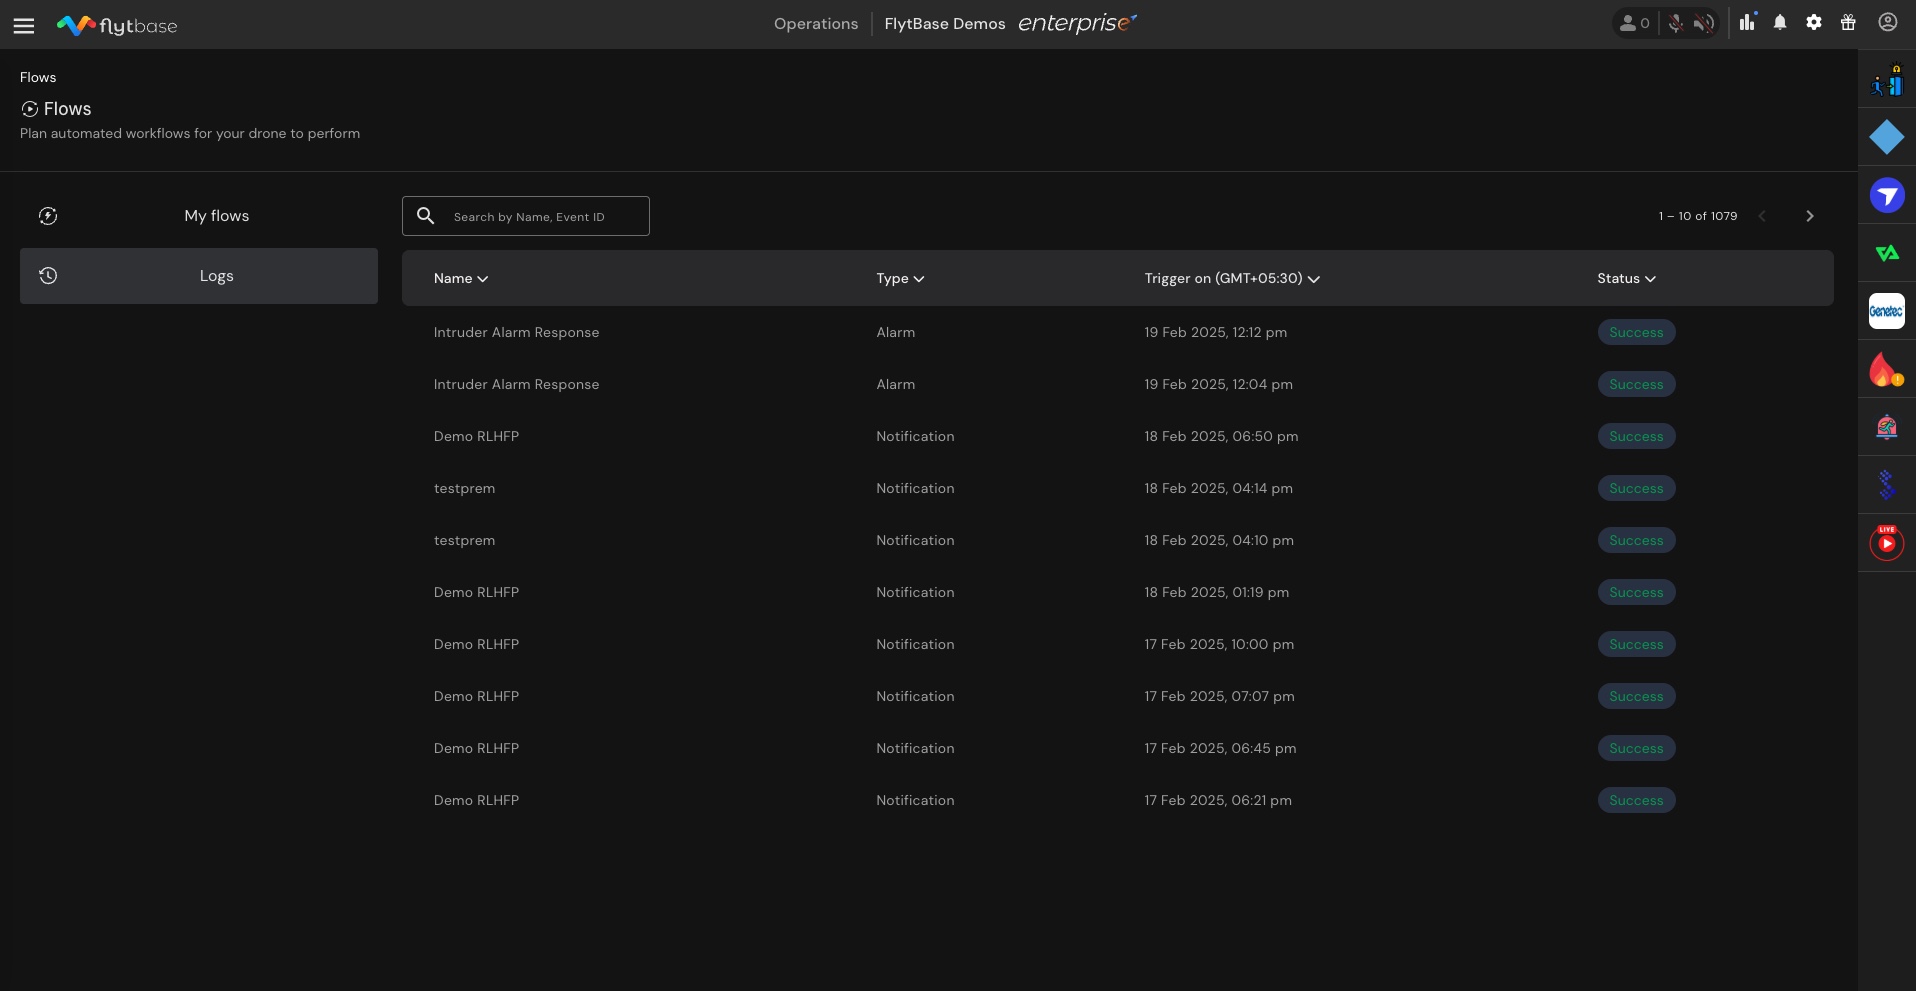 flytbase
Operations FlytBase Demos enterprise
0
Flows
Flows
Plan automated workflows for your drone to perform
My flows
Logs
Search by Name, Event ID
1 – 10 of 1079
Name Type Trigger on (GMT+05:30) Status
Intruder Alarm Response Alarm 19 Feb 2025, 12:12 pm Success
Intruder Alarm Response Alarm 19 Feb 2025, 12:04 pm Success
Demo RLHFP Notification 18 Feb 2025, 06:50 pm Success
testprem Notification 18 Feb 2025, 04:14 pm Success
testprem Notification 18 Feb 2025, 04:10 pm Success
Demo RLHFP Notification 18 Feb 2025, 01:19 pm Success
Demo RLHFP Notification 17 Feb 2025, 10:00 pm Success
Demo RLHFP Notification 17 Feb 2025, 07:07 pm Success
Demo RLHFP Notification 17 Feb 2025, 06:45 pm Success
Demo RLHFP Notification 17 Feb 2025, 06:21 pm Success
Genetec
LIVE